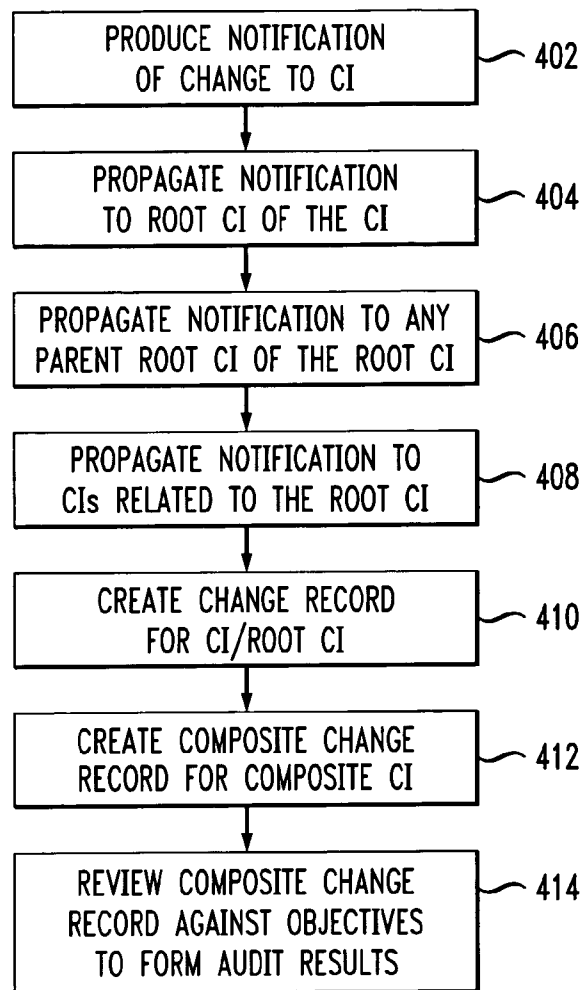 PRODUCE NOTIFICATION
OF CHANGE TO CI
402
PROPAGATE NOTIFICATION
TO ROOT CI OF THE CI
404
PROPAGATE NOTIFICATION TO ANY
PARENT ROOT CI OF THE ROOT CI
406
PROPAGATE NOTIFICATION TO
CIs RELATED TO THE ROOT CI
408
CREATE CHANGE RECORD
FOR CI/ROOT CI
410
CREATE COMPOSITE CHANGE
RECORD FOR COMPOSITE CI
412
REVIEW COMPOSITE CHANGE
RECORD AGAINST OBJECTIVES
TO FORM AUDIT RESULTS
414